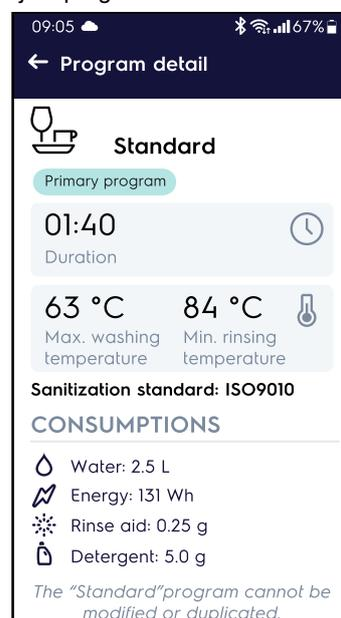 09:05 67%
Program detail
Standard
Primary program
01:40
Duration
63 °C 84 °C
Max. washing Min. rinsing
temperature temperature
Sanitization standard: ISO9010
CONSUMPTIONS
Water: 2.5 L
Energy: 131 Wh
Rinse aid: 0.25 g
Detergent: 5.0 g
The “Standard”program cannot be
modified or duplicated.